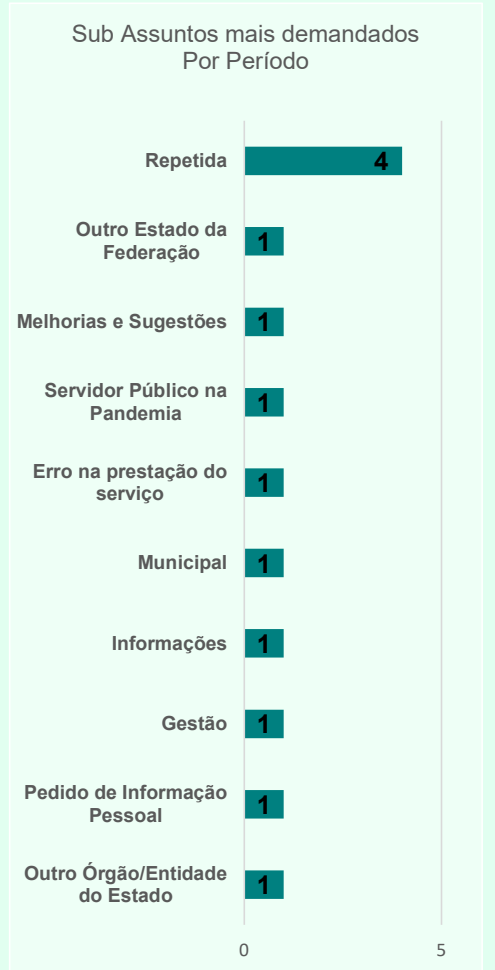 Sub Assuntos mais demandados
Por Período
Repetida
4
Outro Estado da
Federação
1
Melhorias e Sugestões
1
Servidor Público na
Pandemia
1
Erro na prestação do
serviço
1
Municipal
1
Informações
1
Gestão
1
Pedido de Informação
Pessoal
1
Outro Órgão/Entidade
do Estado
1
0
5